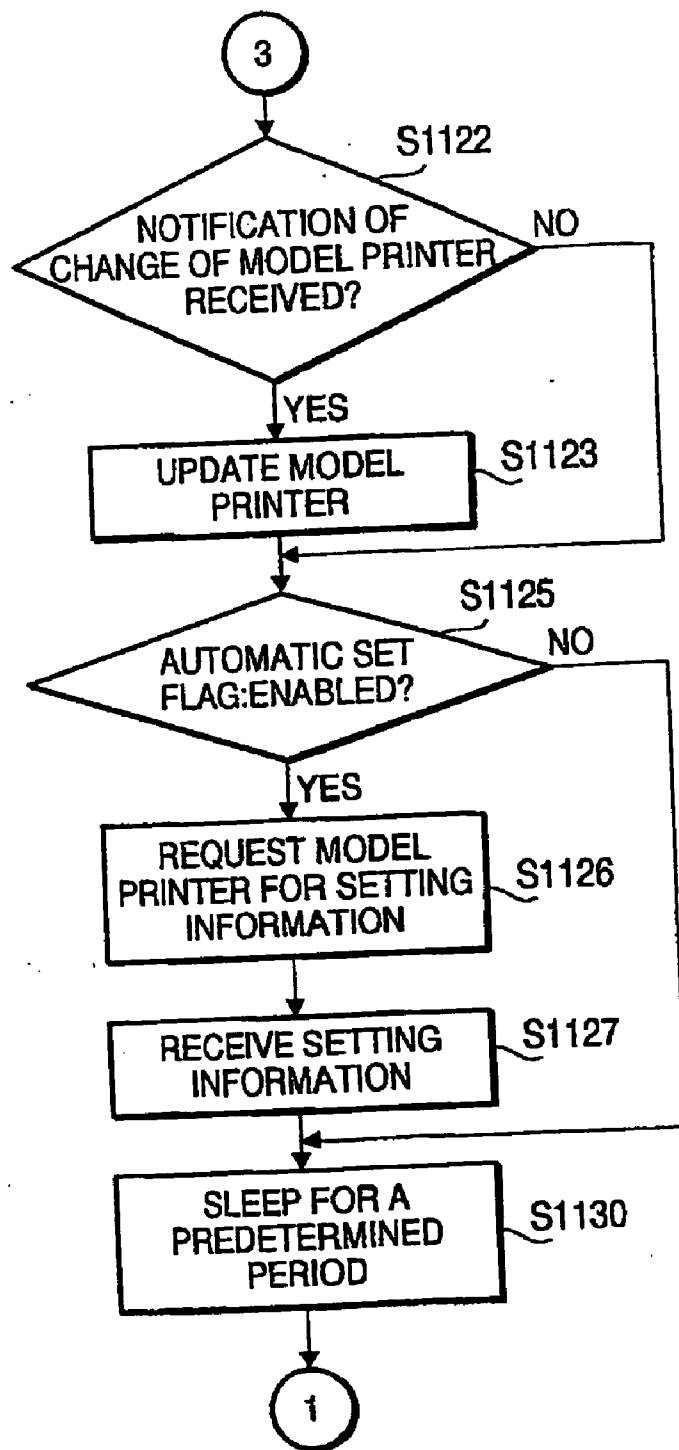 3
S1122
NOTIFICATION OF
CHANGE OF MODEL PRINTER
RECEIVED?
NO
YES
UPDATE MODEL
PRINTER
S1123
S1125
AUTOMATIC SET
FLAG:ENABLED?
NO
YES
REQUEST MODEL
PRINTER FOR SETTING
INFORMATION
S1126
RECEIVE SETTING
INFORMATION
S1127
SLEEP FOR A
PREDETERMINED
PERIOD
S1130
1